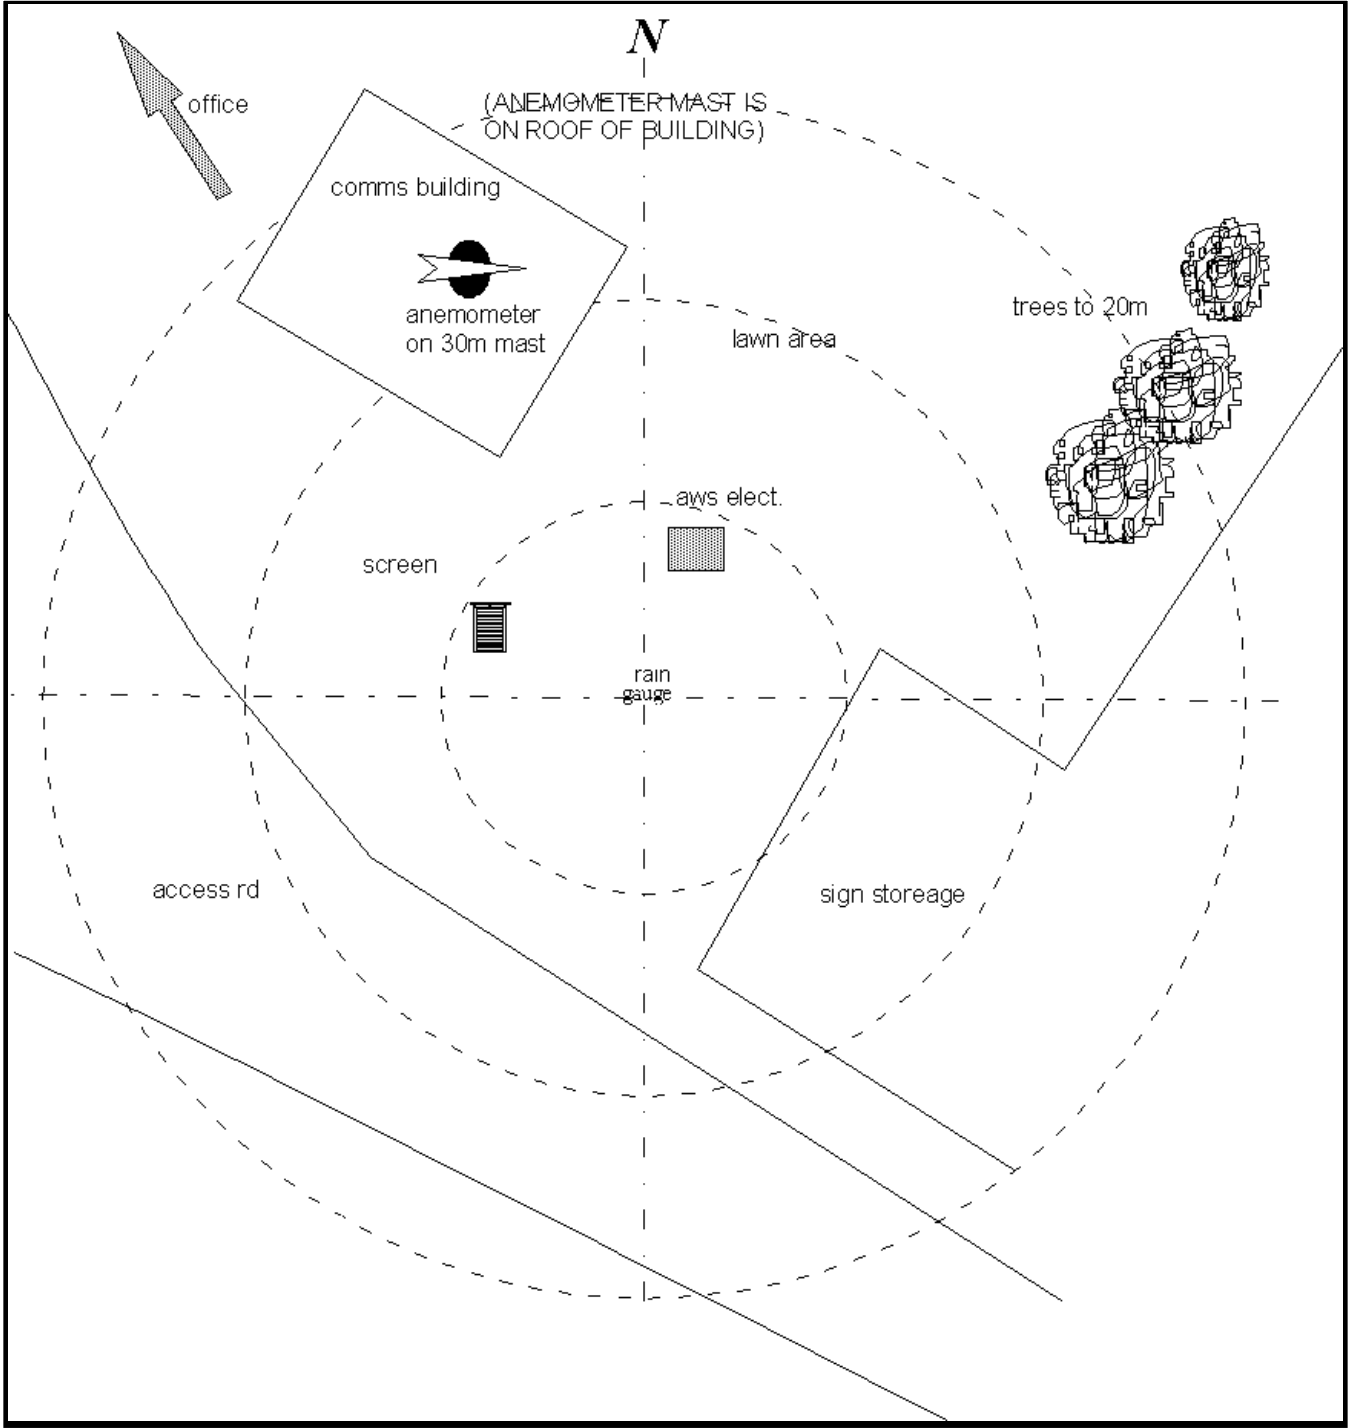 N
office
(ANEMOMETER MAST IS
ON ROOF OF BUILDING)
comms building
anemometer
on 30m mast
trees to 20m
lawn area
aws elect.
screen
rain
gauge
access rd
sign storeage